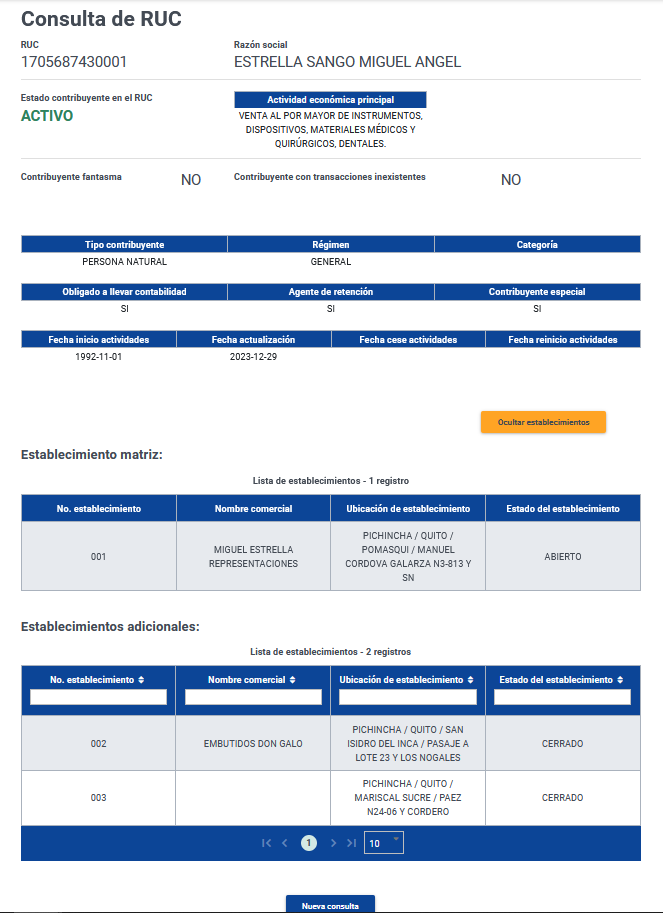 Consulta de RUC
RUC
Razón social
1705687430001
ESTRELLA SANGO MIGUEL ANGEL
Estado contribuyente en el RUC
ACTIVO
Actividad económica principal
VENTA AL POR MAYOR DE INSTRUMENTOS,
DISPOSITIVOS, MATERIALES MÉDICOS Y
QUIRÚRGICOS, DENTALES.
Contribuyente fantasma
NO
Contribuyente con transacciones inexistentes
NO
Tipo contribuyente
Régimen
Categoría
PERSONA NATURAL
GENERAL
Obligado a llevar contabilidad
Agente de retención
Contribuyente especial
SI
SI
SI
Fecha inicio actividades
Fecha actualización
Fecha cese actividades
Fecha reinicio actividades
1992-11-01
2023-12-29
Ocultar establecimientos
Establecimiento matriz:
Lista de establecimientos - 1 registro
No. establecimiento
Nombre comercial
Ubicación de establecimiento
Estado del establecimiento
001
MIGUEL ESTRELLA
REPRESENTACIONES
PICHINCHA / QUITO /
POMASQUI / MANUEL
CORDOVA GALARZA N3-813 Y
SN
ABIERTO
Establecimientos adicionales:
Lista de establecimientos - 2 registros
No. establecimiento
Nombre comercial
Ubicación de establecimiento
Estado del establecimiento
002
EMBUTIDOS DON GALO
PICHINCHA / QUITO / SAN
ISIDRO DEL INCA / PASAJE A
LOTE 23 Y LOS NOGALES
CERRADO
003
PICHINCHA / QUITO /
MARISCAL SUCRE / PAEZ
N24-06 Y CORDERO
CERRADO
1
10
Nueva consulta